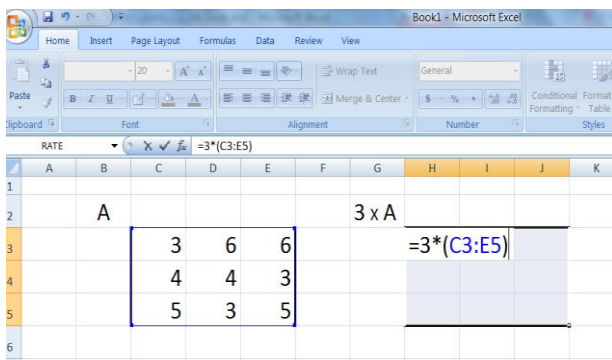 Book1 - Microsoft Excel
Home Insert Page Layout Formulas Data Review View
20 A A Wrap Text General
Paste B I U A Merge & Center $ % , Conditional Format
Formatting Table
Clipboard Font Alignment Number Styles
RATE fx =3*(C3:E5)
A B C D E F G H I J K
1
2 A 3 x A
3 3 6 6 =3*(C3:E5)
4 4 4 3
5 5 3 5
6